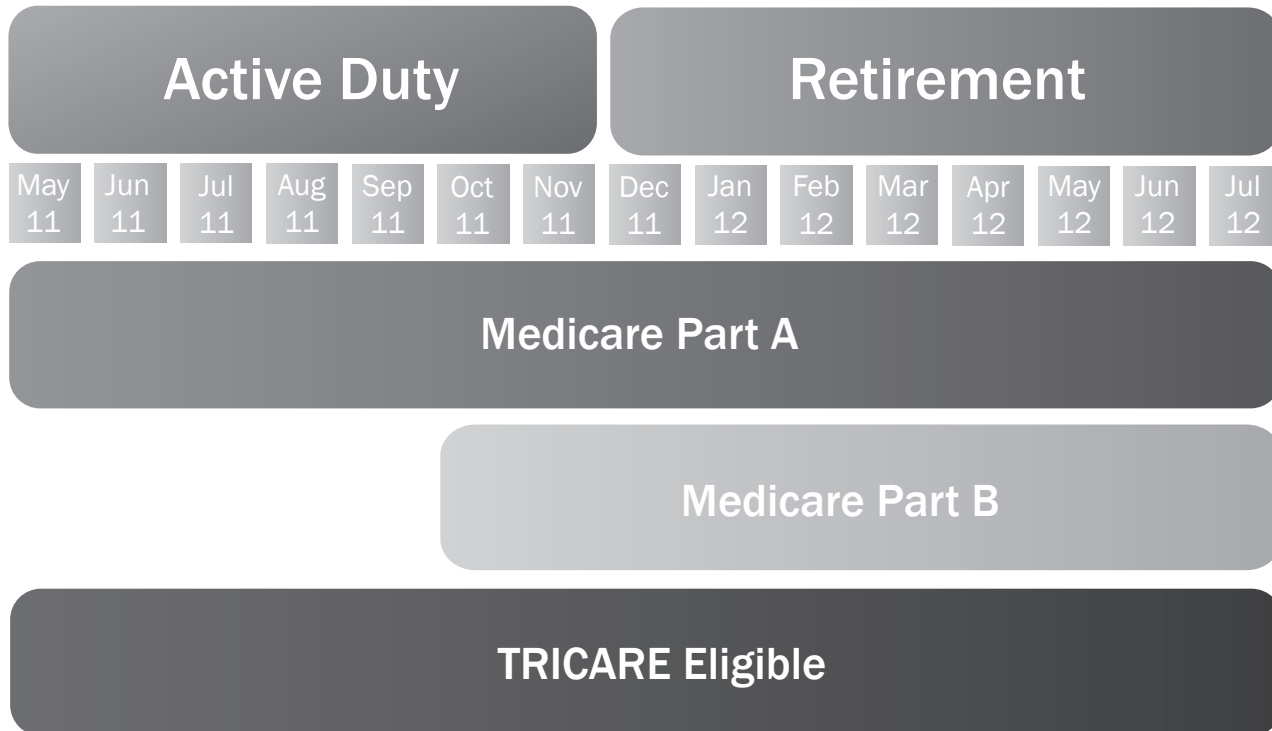 Active Duty
Retirement
May Jun Jul Aug Sep Oct Nov Dec Jan Feb Mar Apr May Jun Jul
11 11 11 11 11 11 11 11 12 12 12 12 12 12 12
Medicare Part A
Medicare Part B
TRICARE Eligible